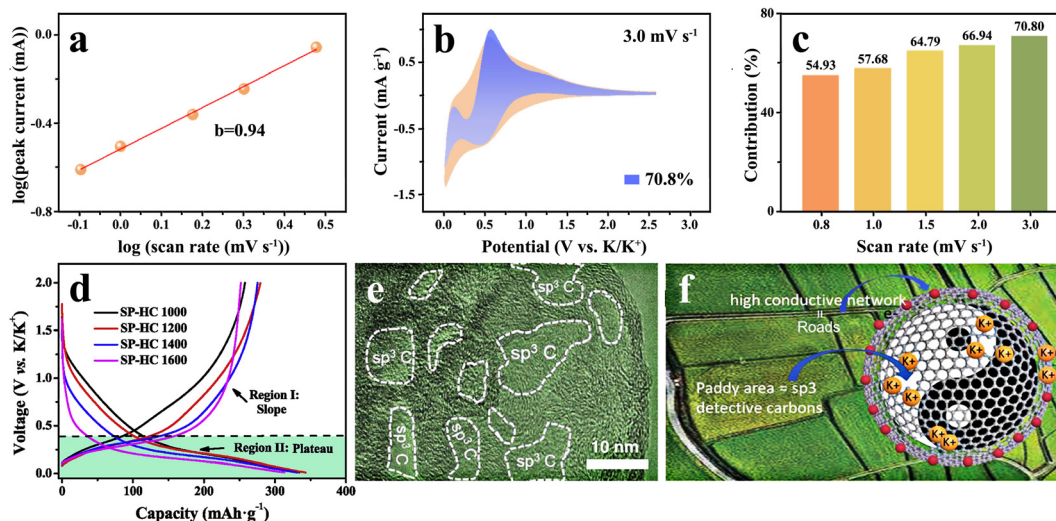 a
log(peak current (mA))
0.0
-0.4
-0.8
b=0.94
-0.1
0.0
0.1
0.2
0.3
0.4
0.5
log (scan rate (mV s⁻¹))
b
3.0 mV s⁻¹
Current (mA g⁻¹)
0.5
-0.5
-1.5
70.8%
0.0
0.5
1.0
1.5
2.0
2.5
3.0
Potential (V vs. K/K⁺)
c
Contribution (%)
80
60
40
20
0
54.93
57.68
64.79
66.94
70.80
0.8
1.0
1.5
2.0
3.0
Scan rate (mV s⁻¹)
d
Voltage (V vs. K/K⁺)
2.0
1.5
1.0
0.5
0.0
SP-HC 1000
SP-HC 1200
SP-HC 1400
SP-HC 1600
Region I:
Slope
Region II: Plateau
0
100
200
300
400
Capacity (mAh·g⁻¹)
e
sp³ C
sp³ C
sp³ C
sp³ C
sp³ C
sp³ C
10 nm
f
high conductive network
=
Roads
e
Paddy area = sp3
detective carbons
K+
K+
K+
K+
K+
K+
K+
K+
K+
K+